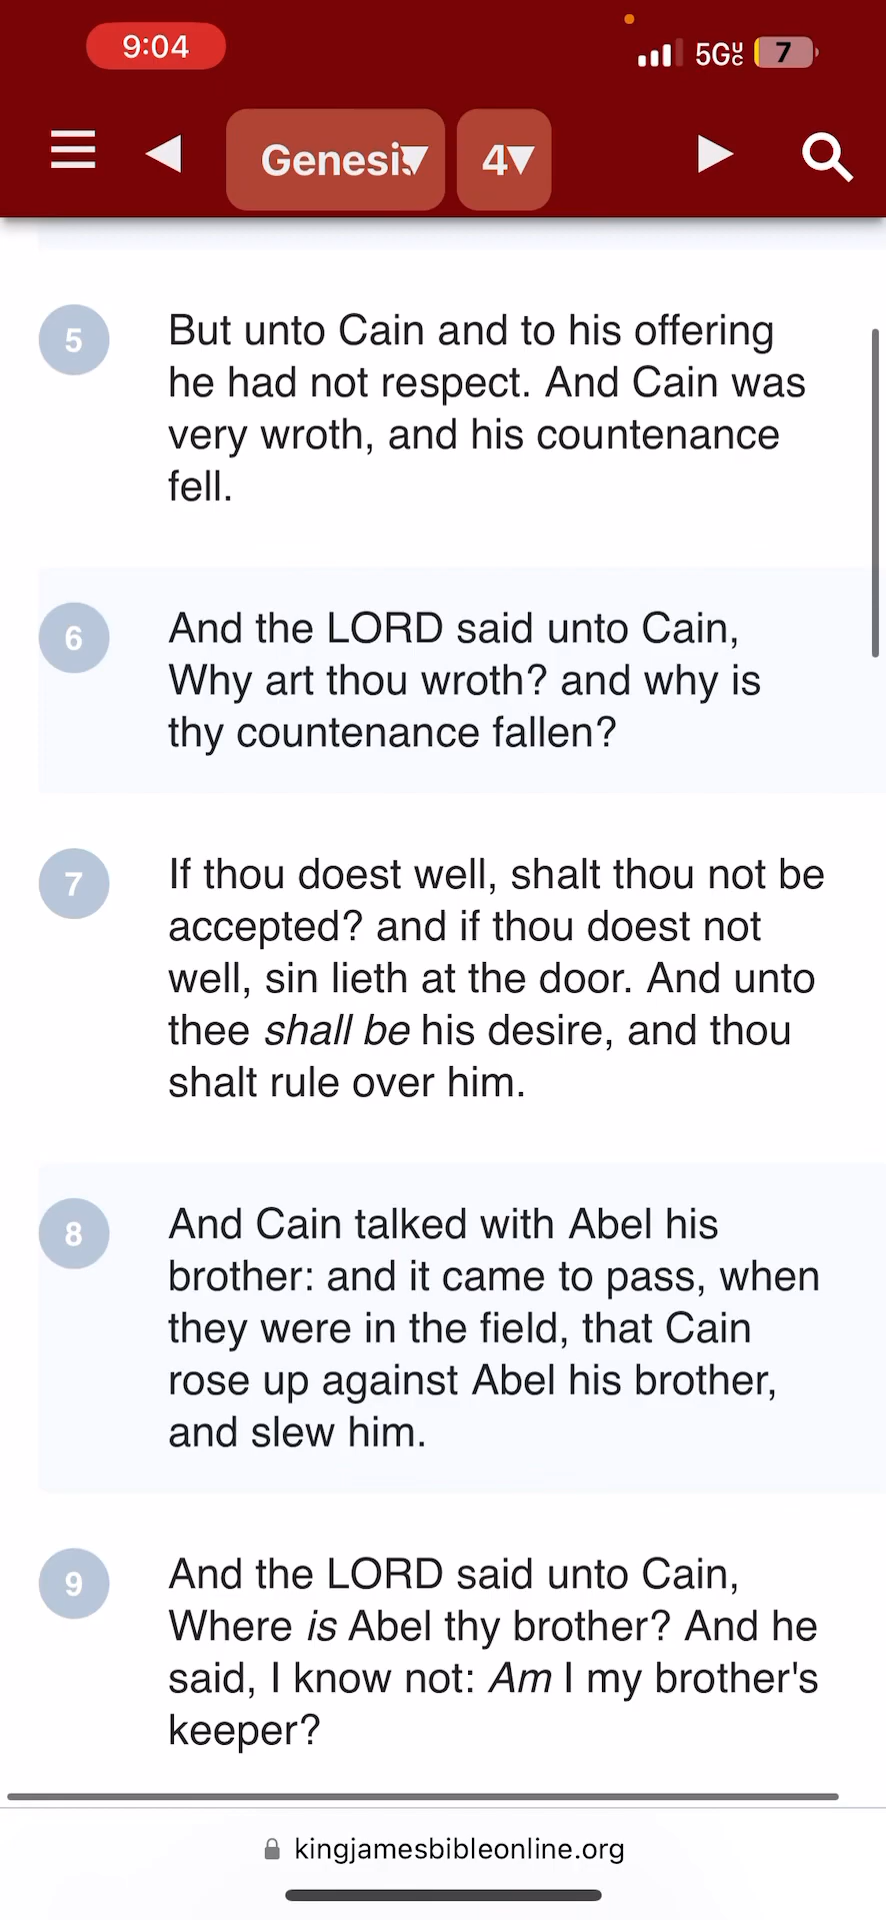 9:04
5G UC 7
Genesis 4
5 But unto Cain and to his offering
he had not respect. And Cain was
very wroth, and his countenance
fell.
6 And the LORD said unto Cain,
Why art thou wroth? and why is
thy countenance fallen?
7 If thou doest well, shalt thou not be
accepted? and if thou doest not
well, sin lieth at the door. And unto
thee shall be his desire, and thou
shalt rule over him.
8 And Cain talked with Abel his
brother: and it came to pass, when
they were in the field, that Cain
rose up against Abel his brother,
and slew him.
9 And the LORD said unto Cain,
Where is Abel thy brother? And he
said, I know not: Am I my brother's
keeper?
kingjamesbibleonline.org